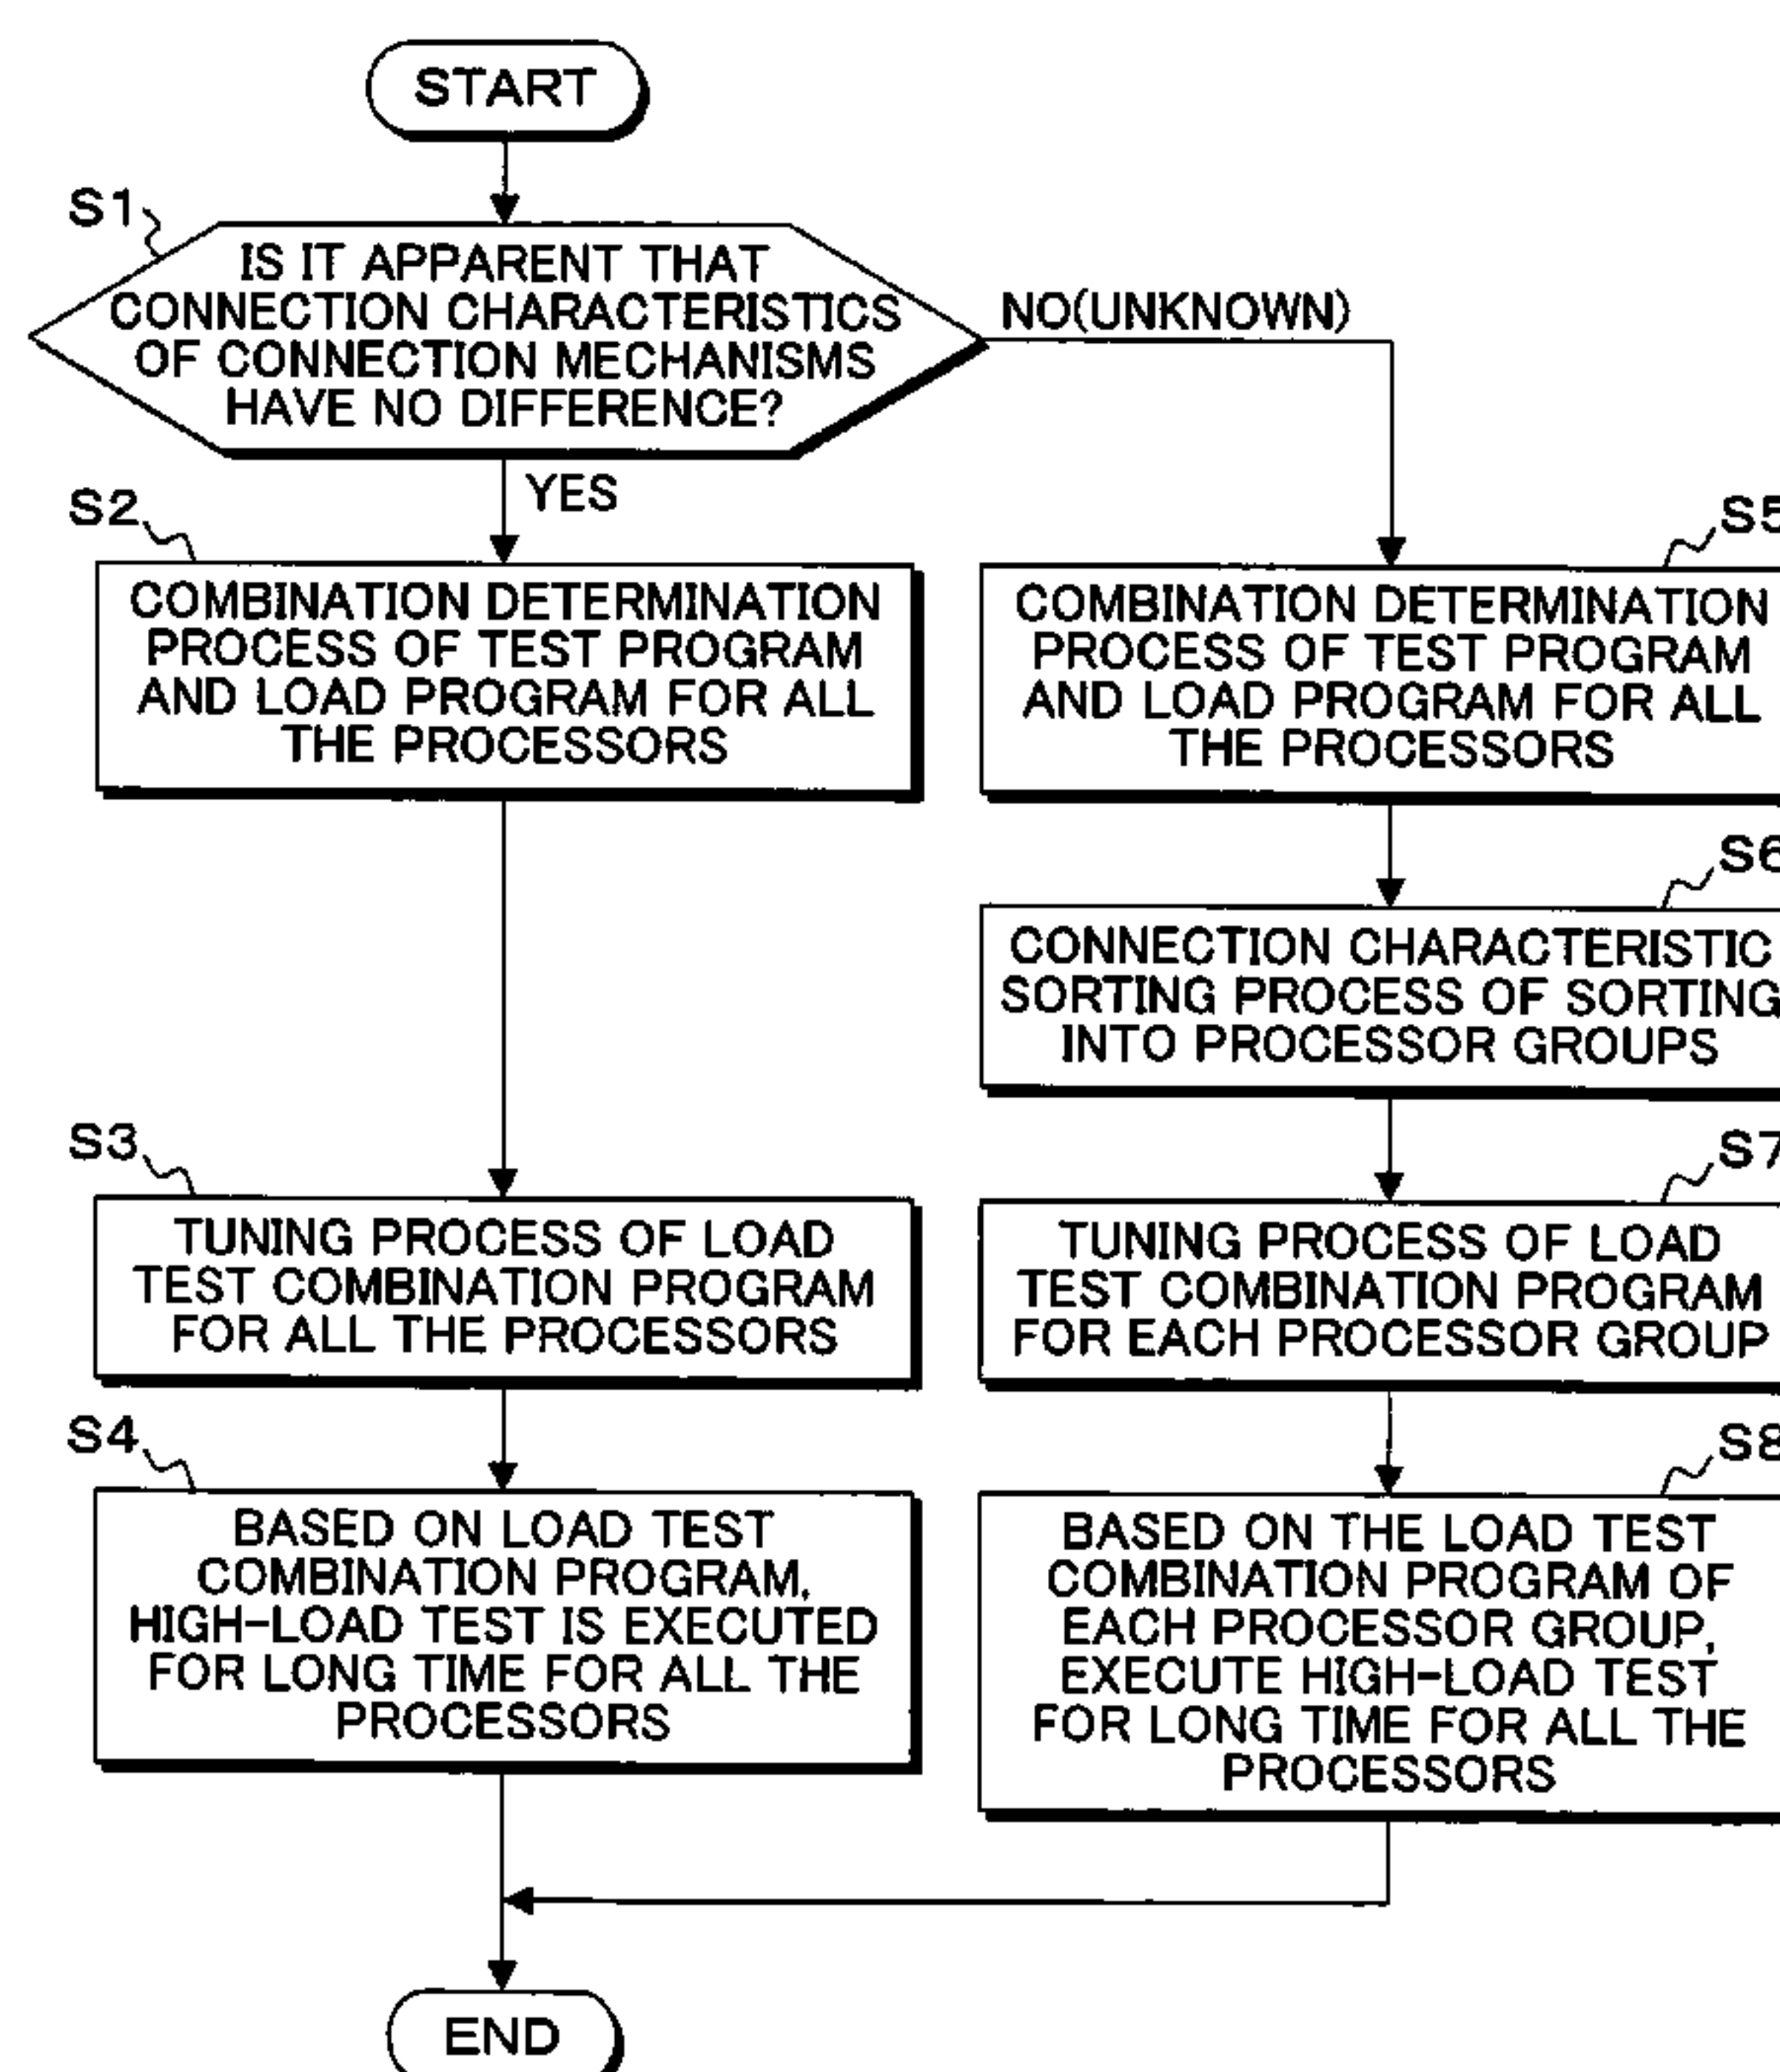 START
S1
IS IT APPARENT THAT
CONNECTION CHARACTERISTICS
OF CONNECTION MECHANISMS
HAVE NO DIFFERENCE?
NO(UNKNOWN)
YES
S2
COMBINATION DETERMINATION
PROCESS OF TEST PROGRAM
AND LOAD PROGRAM FOR ALL
THE PROCESSORS
S3
TUNING PROCESS OF LOAD
TEST COMBINATION PROGRAM
FOR ALL THE PROCESSORS
S4
BASED ON LOAD TEST
COMBINATION PROGRAM,
HIGH-LOAD TEST IS EXECUTED
FOR LONG TIME FOR ALL THE
PROCESSORS
S5
COMBINATION DETERMINATION
PROCESS OF TEST PROGRAM
AND LOAD PROGRAM FOR ALL
THE PROCESSORS
S6
CONNECTION CHARACTERISTIC
SORTING PROCESS OF SORTING
INTO PROCESSOR GROUPS
S7
TUNING PROCESS OF LOAD
TEST COMBINATION PROGRAM
FOR EACH PROCESSOR GROUP
S8
BASED ON THE LOAD TEST
COMBINATION PROGRAM OF
EACH PROCESSOR GROUP,
EXECUTE HIGH-LOAD TEST
FOR LONG TIME FOR ALL THE
PROCESSORS
END